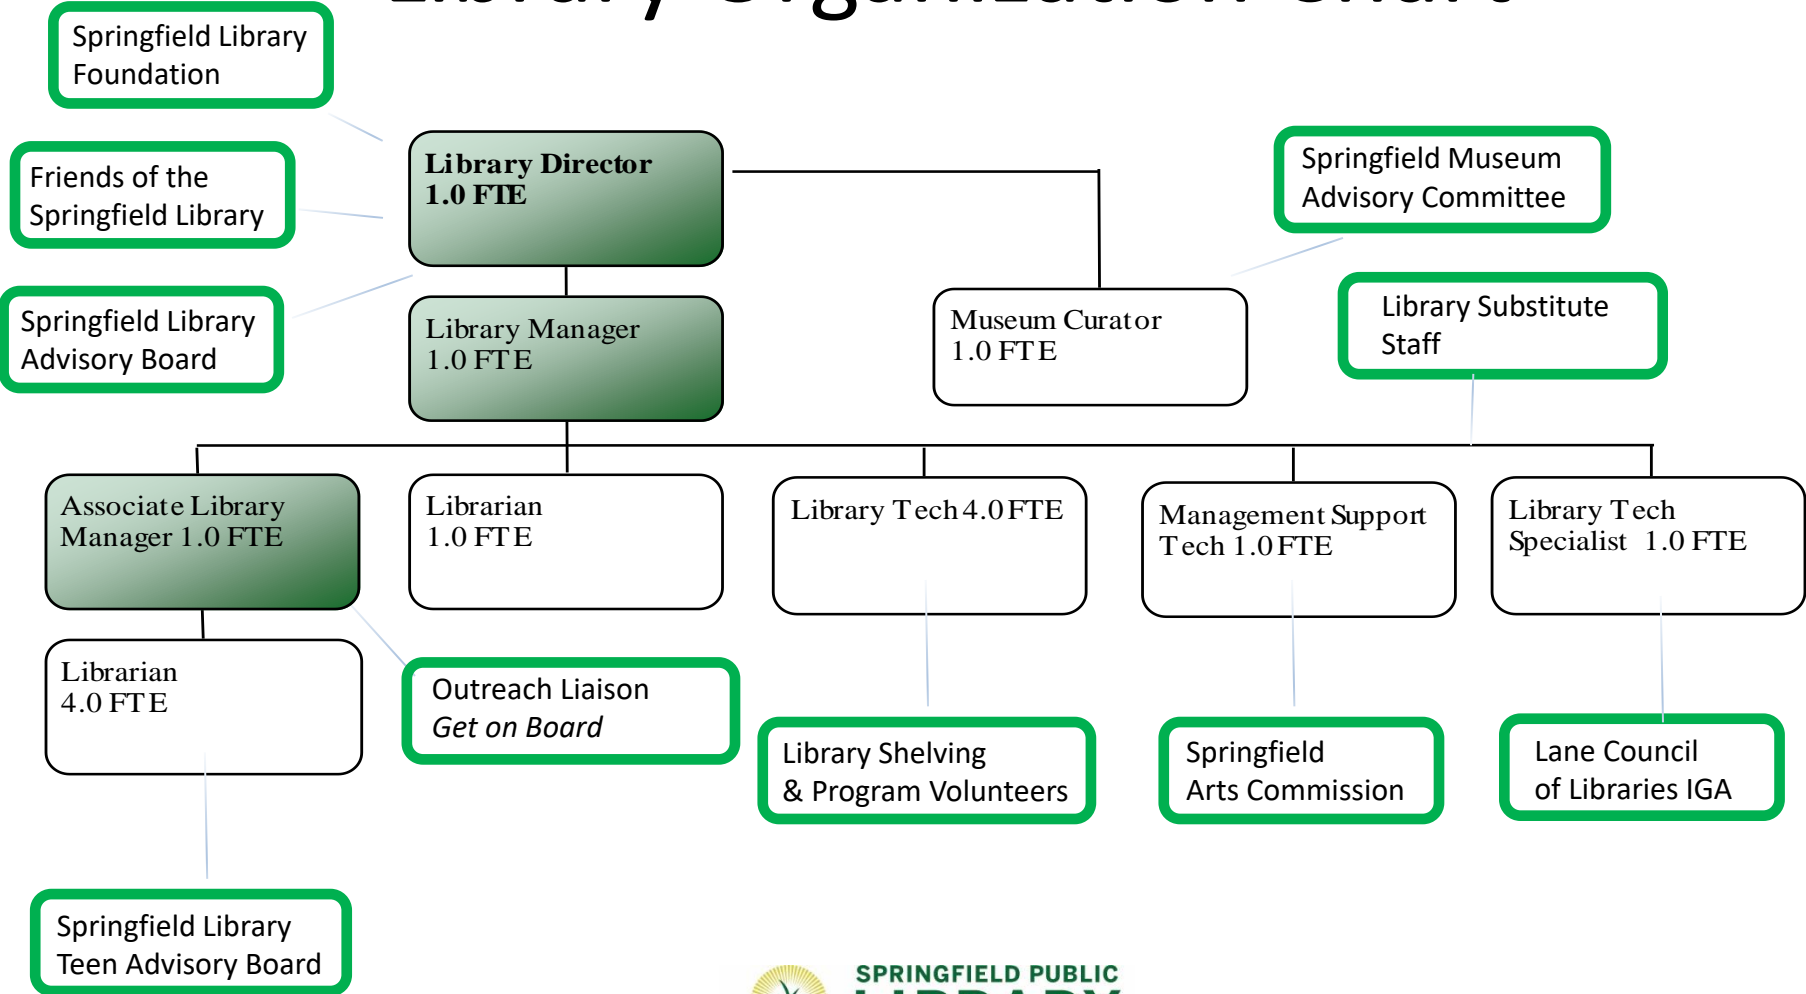 Library Organization Chart
Springfield Library
Foundation
Friends of the
Springfield Library
Springfield Library
Advisory Board
Library Director
1.0 FTE
Library Manager
1.0 FTE
Museum Curator
1.0 FTE
Springfield Museum
Advisory Committee
Library Substitute
Staff
Associate Library
Manager 1.0 FTE
Librarian
1.0 FTE
Library Tech 4.0 FTE
Management Support
Tech 1.0 FTE
Library Tech
Specialist 1.0 FTE
Librarian
4.0 FTE
Outreach Liaison
Get on Board
Library Shelving
& Program Volunteers
Springfield
Arts Commission
Lane Council
of Libraries IGA
Springfield Library
Teen Advisory Board
SPRINGFIELD PUBLIC
LIBRARY